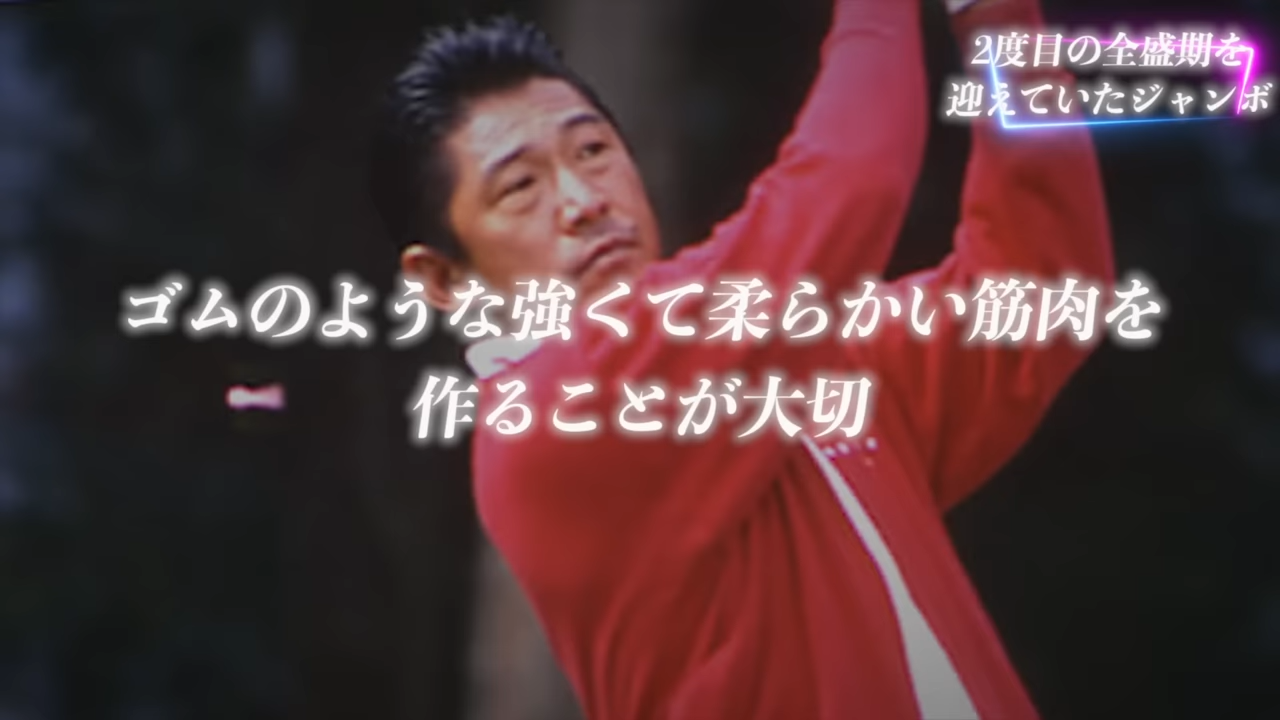 2度目の全盛期を
迎えていたジャンボ
ゴムのような強くて柔らかい筋肉を
作ることが大切